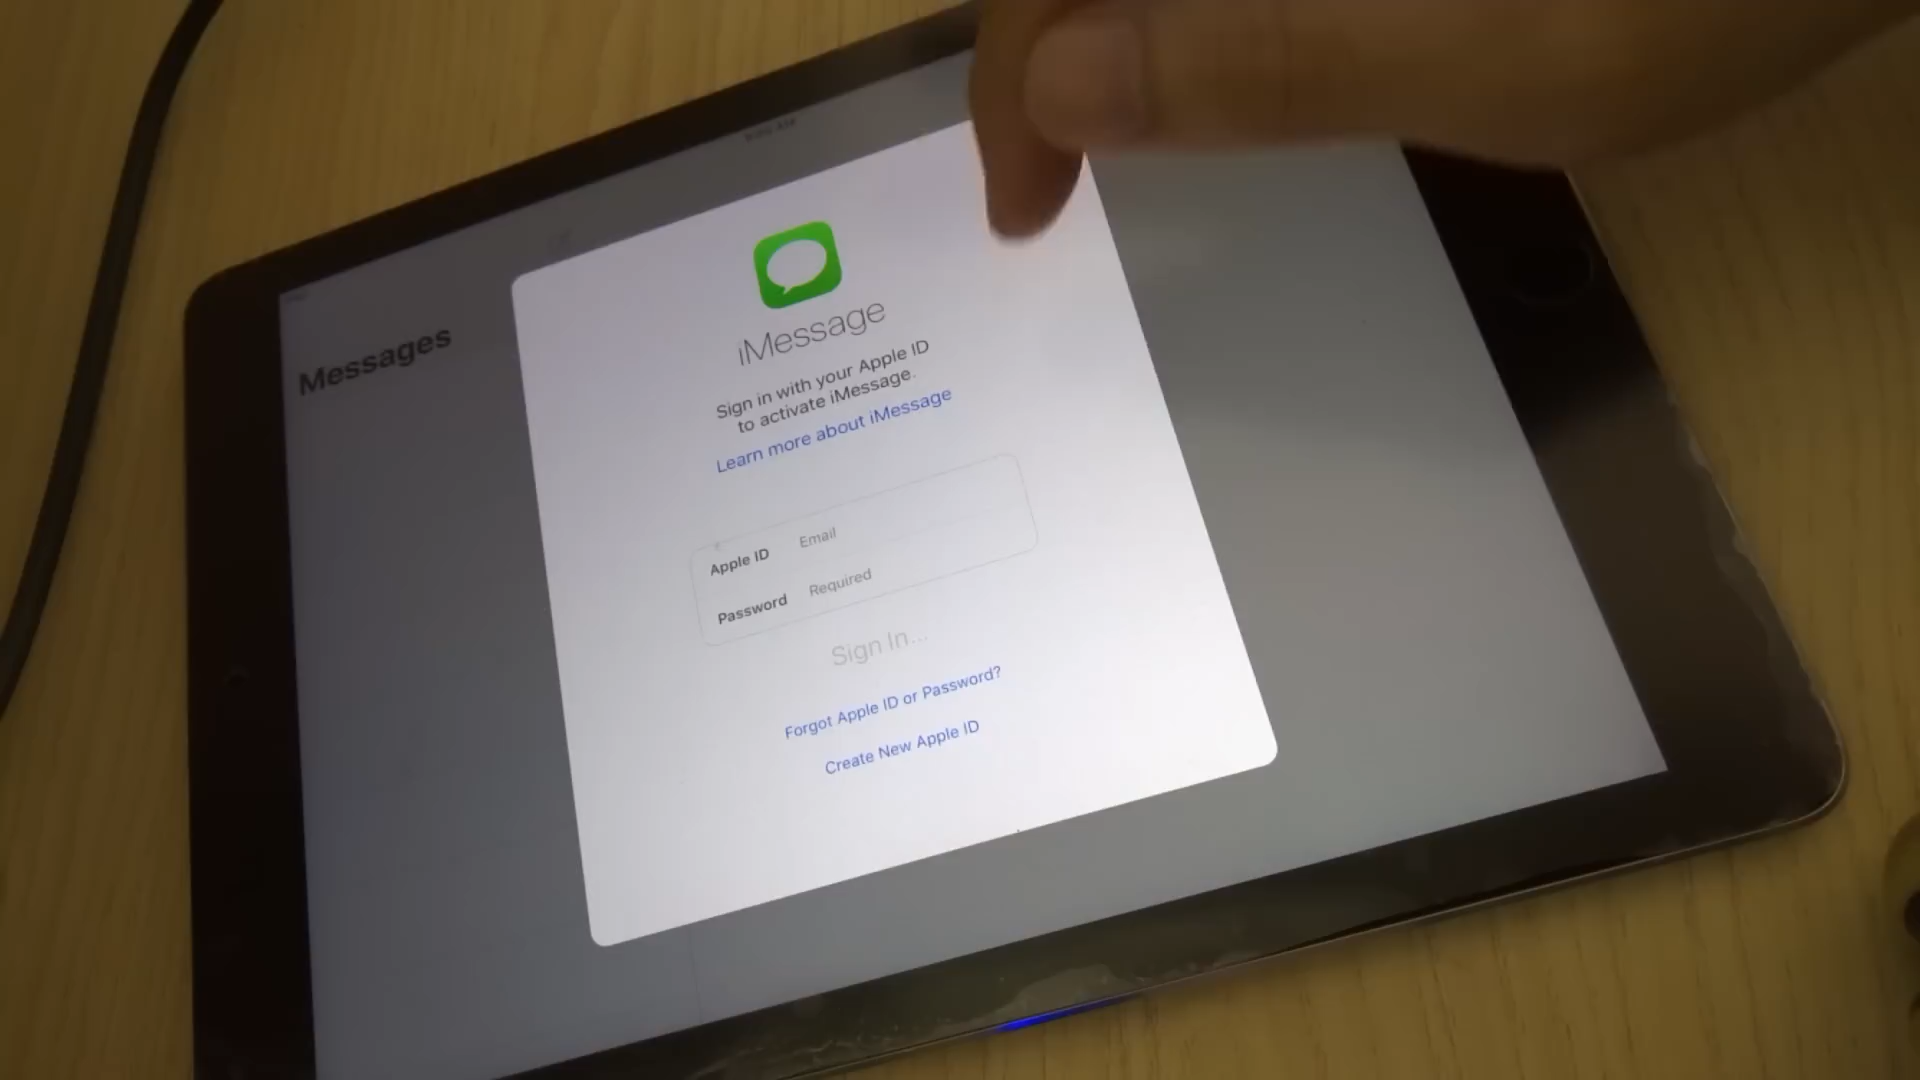 Messages
iMessage
Sign in with your Apple ID
to activate iMessage.
Learn more about iMessage
Apple ID Email
Password Required
Sign In...
Forgot Apple ID or Password?
Create New Apple ID